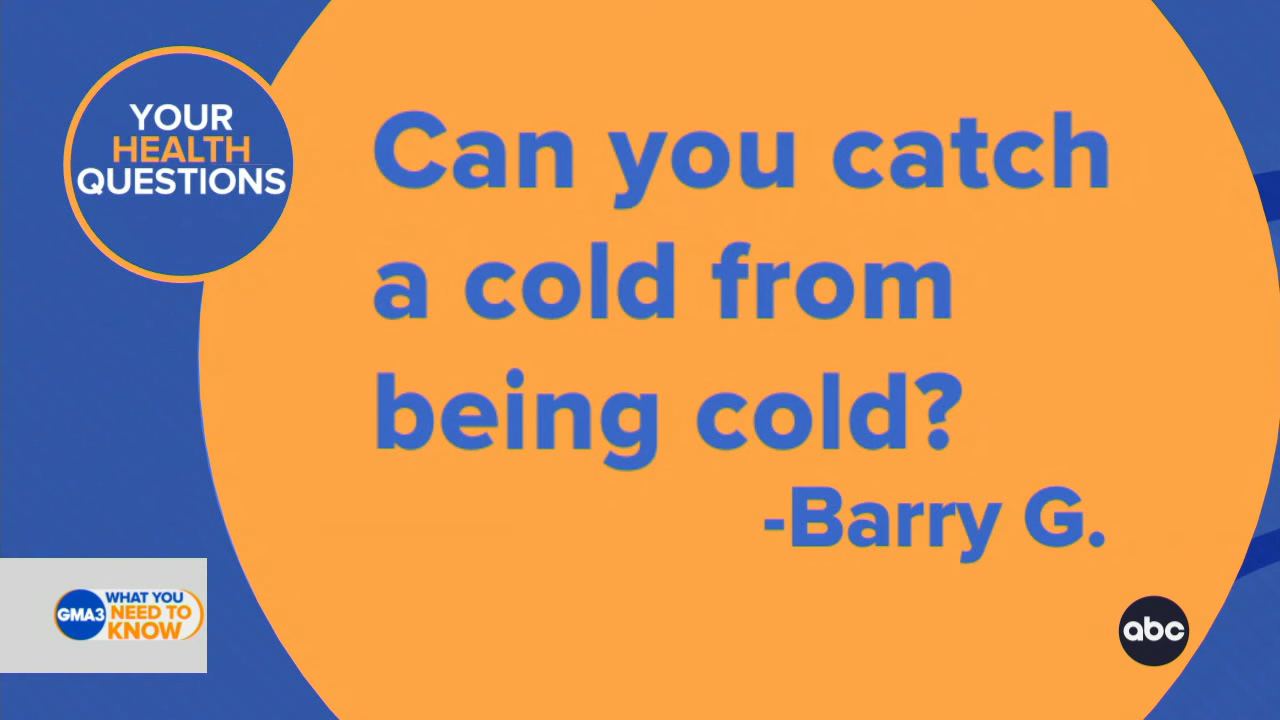 YOUR
HEALTH
QUESTIONS
Can you catch
a cold from
being cold?
-Barry G.
GMA3
WHAT YOU
NEED TO
KNOW
abc